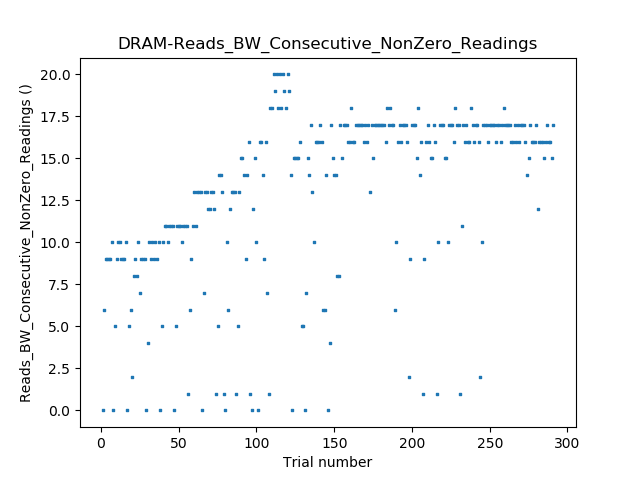 DRAM-Reads_BW_Consecutive_NonZero_Readings
Reads_BW_Consecutive_NonZero_Readings ()
20.0
17.5
15.0
12.5
10.0
7.5
5.0
2.5
0.0
0 50 100 150 200 250 300
Trial number